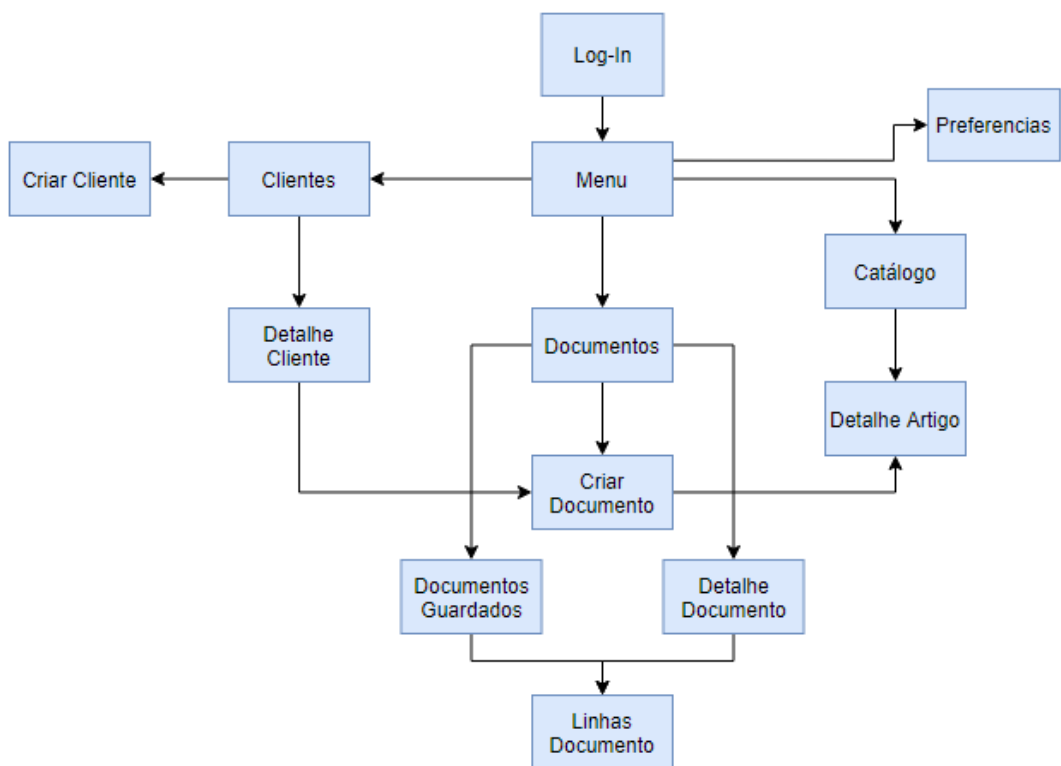 Log-In
Preferencias
Criar Cliente
Clientes
Menu
Catálogo
Detalhe
Cliente
Documentos
Detalhe Artigo
Criar
Documento
Documentos
Guardados
Detalhe
Documento
Linhas
Documento